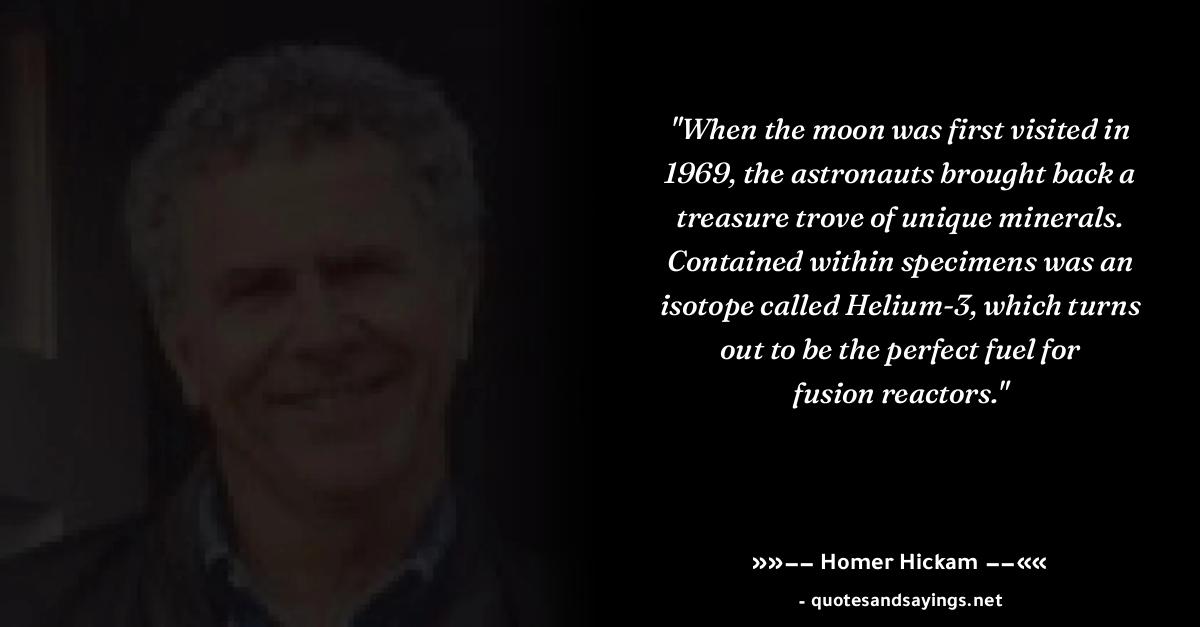 "When the moon was first visited in
1969, the astronauts brought back a
treasure trove of unique minerals.
Contained within specimens was an
isotope called Helium-3, which turns
out to be the perfect fuel for
fusion reactors."
»»–– Homer Hickam ––««
- quotesandsayings.net